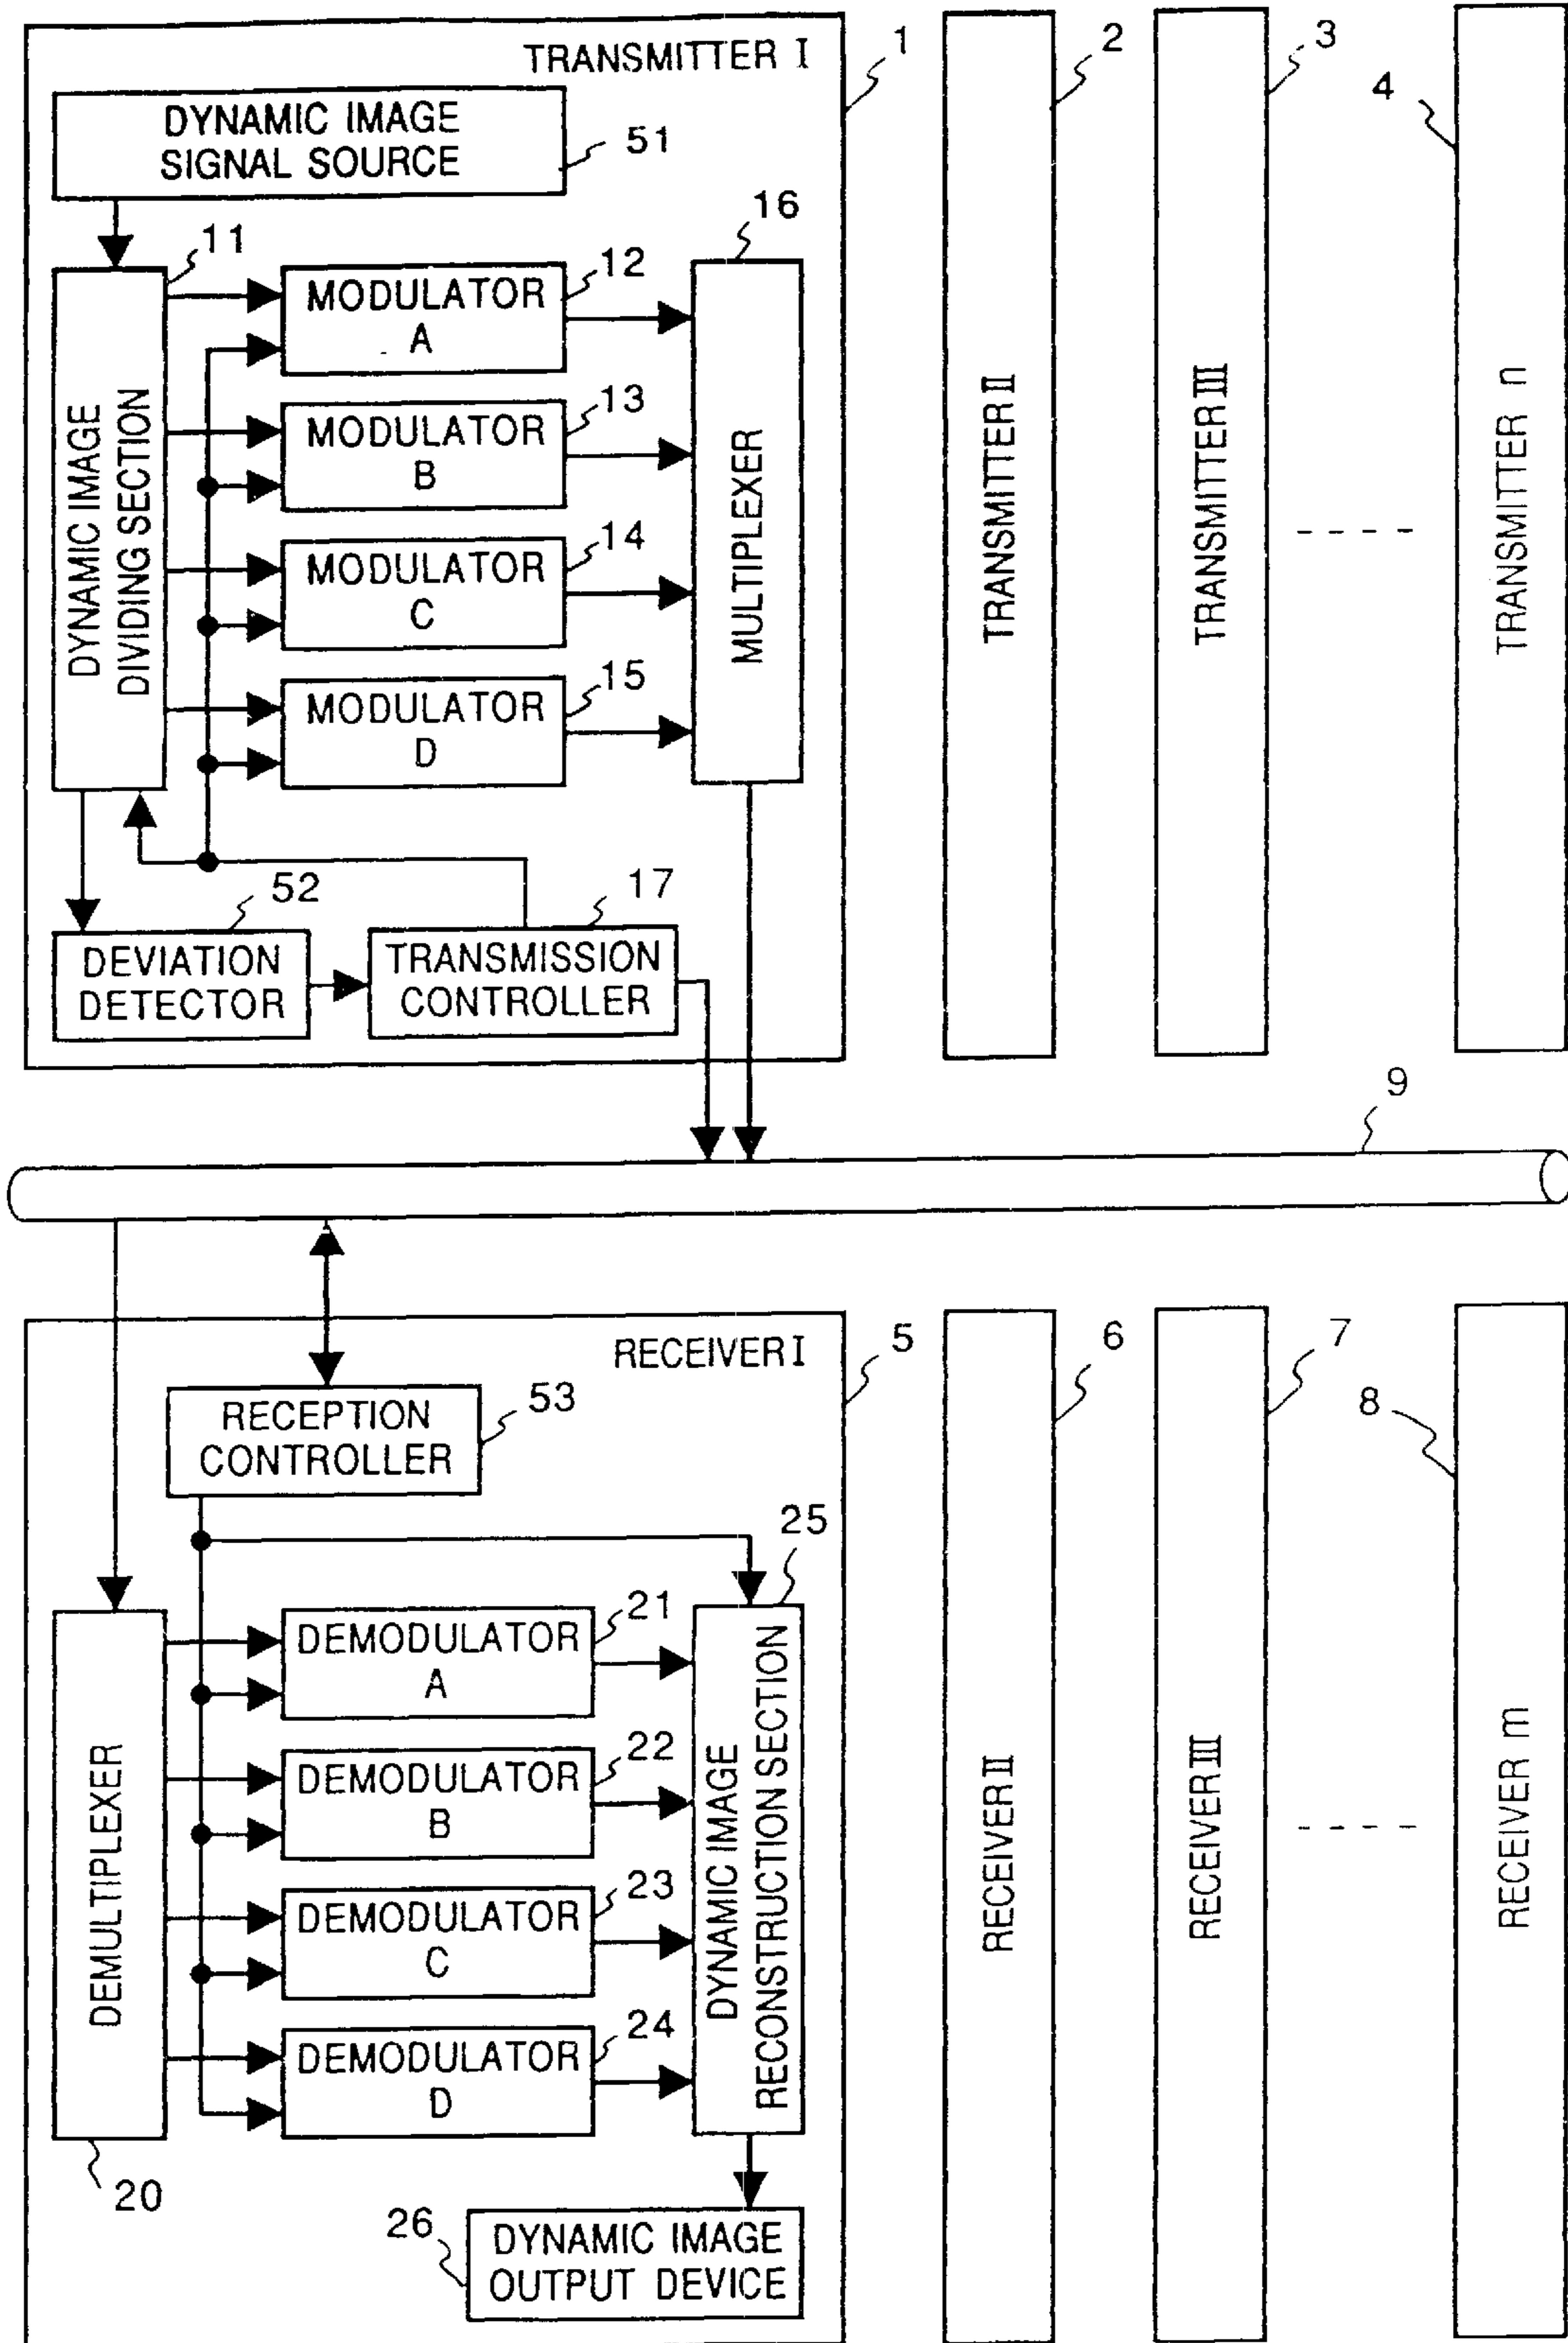 TRANSMITTER I
1
2
3
4
DYNAMIC IMAGE
SIGNAL SOURCE
51
11
12
16
MODULATOR
A
13
MODULATOR
B
14
MODULATOR
C
15
MODULATOR
D
DYNAMIC IMAGE
DIVIDING SECTION
MULTIPLEXER
TRANSMITTER II
TRANSMITTER III
- - - -
TRANSMITTER n
52
17
DEVIATION
DETECTOR
TRANSMISSION
CONTROLLER
9
RECEIVER I
5
6
7
8
RECEPTION
CONTROLLER
53
25
21
DEMODULATOR
A
22
DEMODULATOR
B
23
DEMODULATOR
C
24
DEMODULATOR
D
DEMULTIPLEXER
20
DYNAMIC IMAGE
RECONSTRUCTION SECTION
RECEIVER II
RECEIVER III
- - - -
RECEIVER m
26
DYNAMIC IMAGE
OUTPUT DEVICE